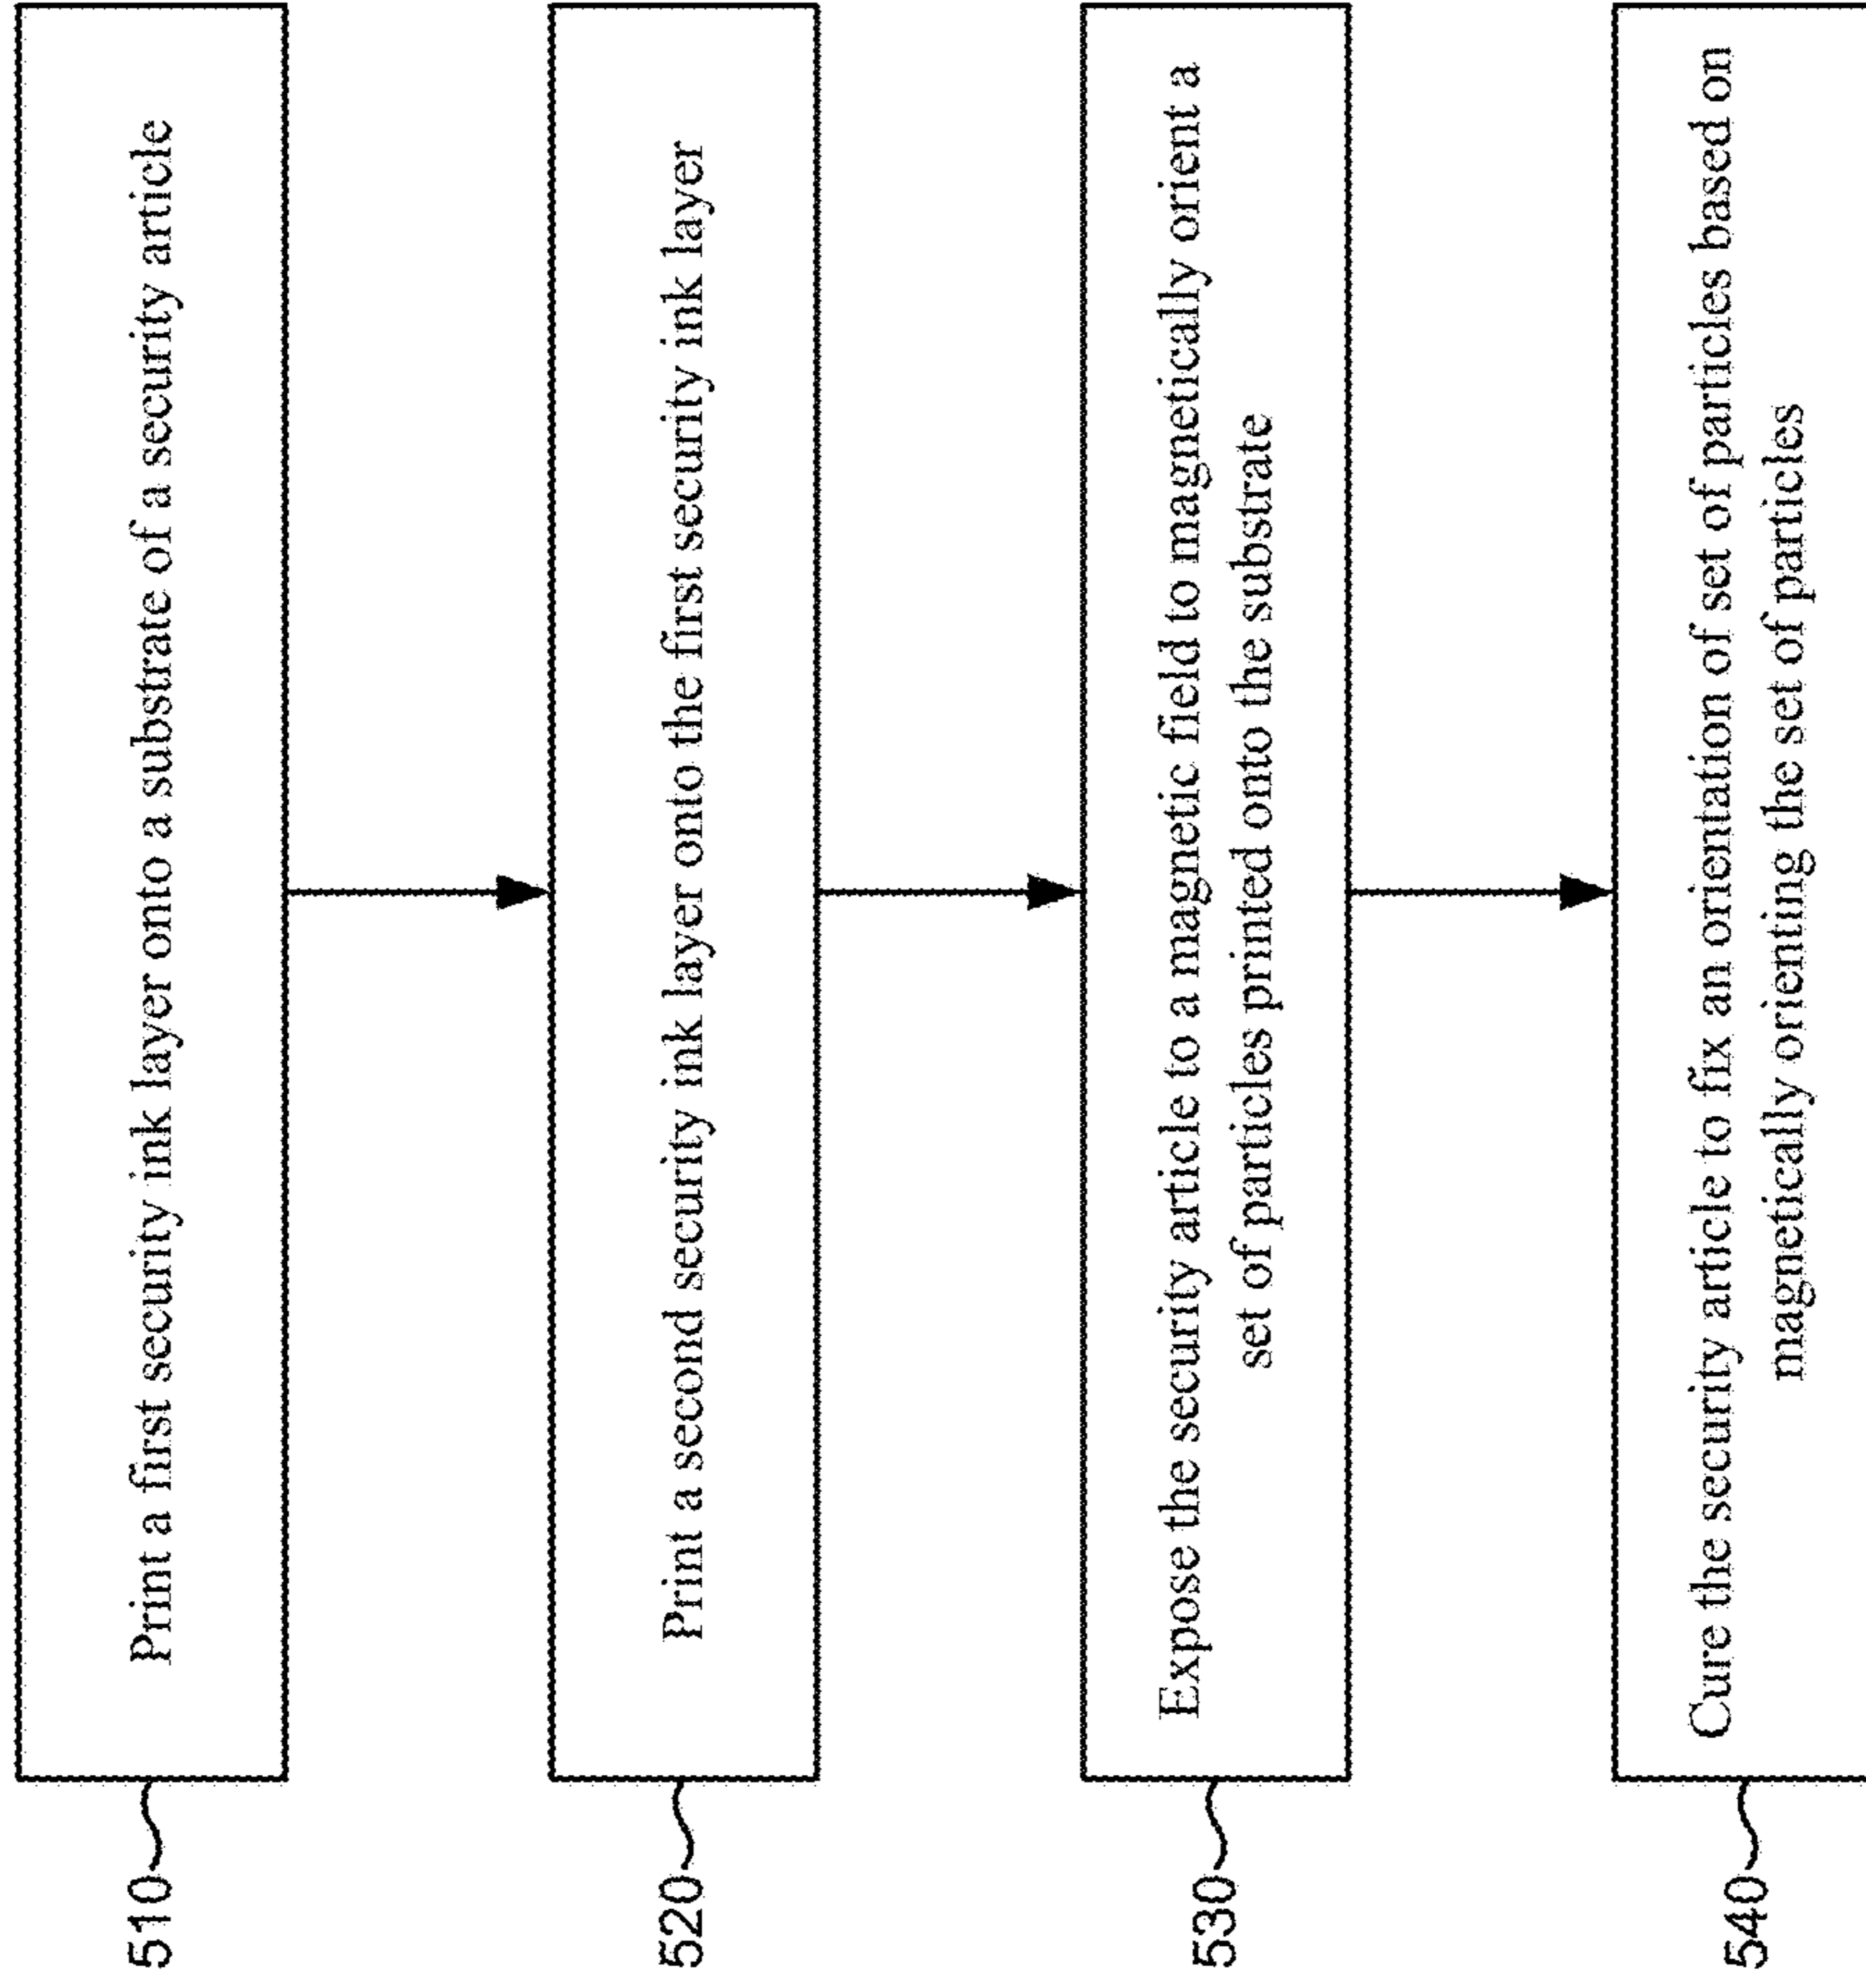 510
Print a first security ink layer onto a substrate of a security article
520
Print a second security ink layer onto the first security ink layer
530
Expose the security article to a magnetic field to magnetically orient a
set of particles printed onto the substrate
540
Cure the security article to fix an orientation of set of particles based on
magnetically orienting the set of particles